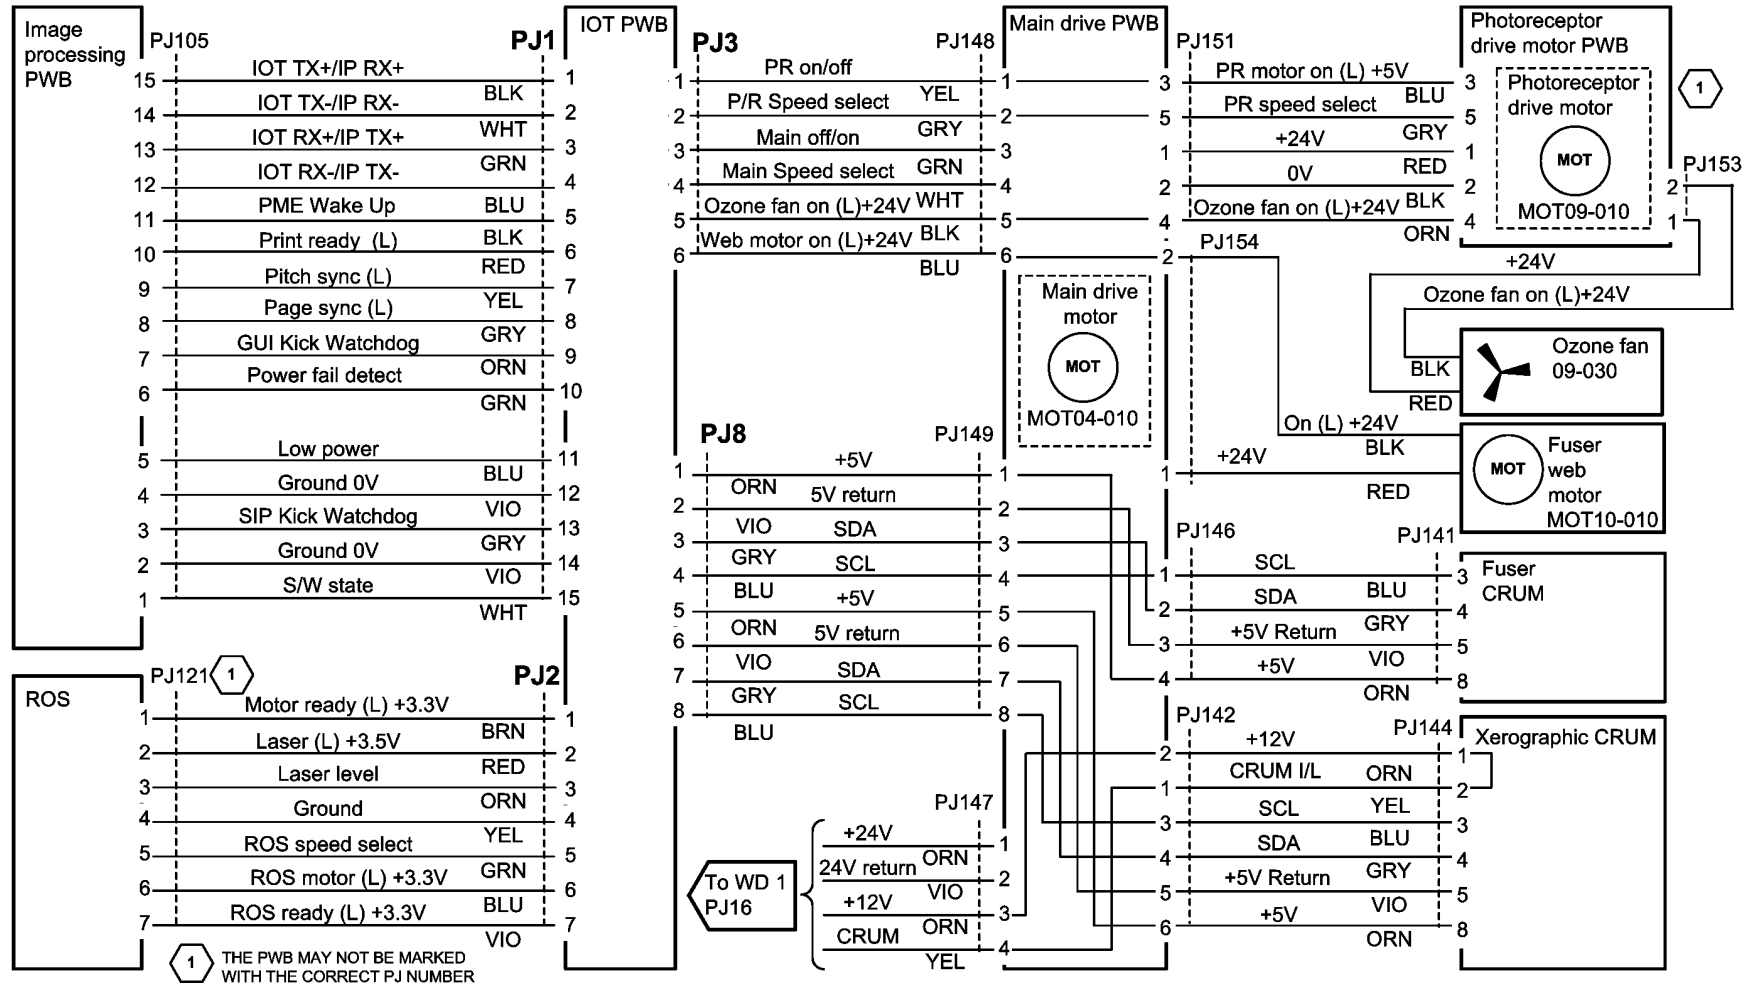 Image
processing
PWB
PJ105
PJ1
IOT PWB
15 IOT TX+/IP RX+ BLK 1
14 IOT TX-/IP RX- WHT 2
13 IOT RX+/IP TX+ GRN 3
12 IOT RX-/IP TX- 4
11 PME Wake Up BLU 5
10 Print ready (L) BLK 6
9 Pitch sync (L) RED 7
8 Page sync (L) YEL 8
7 GUI Kick Watchdog GRY 9
6 Power fail detect ORN 10
GRN
5 Low power 11
4 Ground 0V BLU 12
3 SIP Kick Watchdog VIO 13
2 Ground 0V GRY 14
1 S/W state VIO 15
WHT
ROS
PJ121
1
PJ2
1 Motor ready (L) +3.3V BRN 1
2 Laser (L) +3.5V RED 2
3 Laser level ORN 3
4 Ground YEL 4
5 ROS speed select GRN 5
6 ROS motor (L) +3.3V BLU 6
7 ROS ready (L) +3.3V VIO 7
1 THE PWB MAY NOT BE MARKED
WITH THE CORRECT PJ NUMBER
PJ3
PJ148
Main drive PWB
1 PR on/off YEL 1
2 P/R Speed select GRY 2
3 Main off/on GRN 3
4 Main Speed select WHT 4
5 Ozone fan on (L)+24V BLK 5
6 Web motor on (L)+24V BLU 6
Main drive
motor
MOT
MOT04-010
PJ8
PJ149
1 +5V ORN 1
2 5V return VIO 2
3 SDA GRY 3
4 SCL BLU 4
5 +5V ORN 5
6 5V return VIO 6
7 SDA GRY 7
8 SCL BLU 8
PJ147
To WD 1
PJ16
+24V ORN 1
24V return VIO 2
+12V ORN 3
CRUM YEL 4
PJ151
Photoreceptor
drive motor PWB
3 PR motor on (L) +5V BLU 3
5 PR speed select GRY 5
1 +24V RED 1
2 0V BLK 2
4 Ozone fan on (L)+24V ORN 4
Photoreceptor
drive motor
MOT
MOT09-010
1
PJ153
2
1
PJ154
2
+24V
Ozone fan on (L)+24V
BLK
RED
Ozone fan
09-030
On (L) +24V
BLK
1 +24V
RED
MOT
Fuser
web
motor
MOT10-010
PJ146
PJ141
Fuser
CRUM
1 SCL BLU 3
2 SDA GRY 4
3 +5V Return VIO 5
4 +5V ORN 8
PJ142
PJ144
Xerographic CRUM
2 +12V ORN 1
1 CRUM I/L YEL 2
3 SCL BLU 3
4 SDA GRY 4
5 +5V Return VIO 5
6 +5V ORN 8